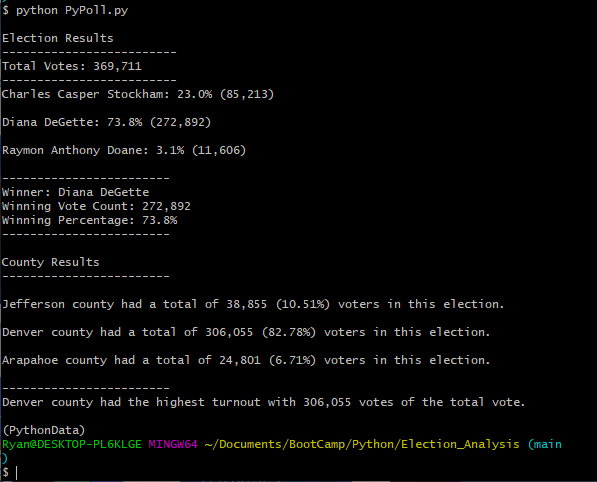 )
$ python PyPoll.py
Election Results
-------------------------
Total Votes: 369,711
-------------------------
Charles Casper Stockham: 23.0% (85,213)
Diana DeGette: 73.8% (272,892)
Raymon Anthony Doane: 3.1% (11,606)
------------------------
Winner: Diana DeGette
Winning Vote Count: 272,892
Winning Percentage: 73.8%
------------------------
County Results
------------------------
Jefferson county had a total of 38,855 (10.51%) voters in this election.
Denver county had a total of 306,055 (82.78%) voters in this election.
Arapahoe county had a total of 24,801 (6.71%) voters in this election.
------------------------
Denver county had the highest turnout with 306,055 votes of the total vote.
(PythonData)
Ryan@DESKTOP-PL6KLGE MINGW64 ~/Documents/BootCamp/Python/Election_Analysis (main
)
$